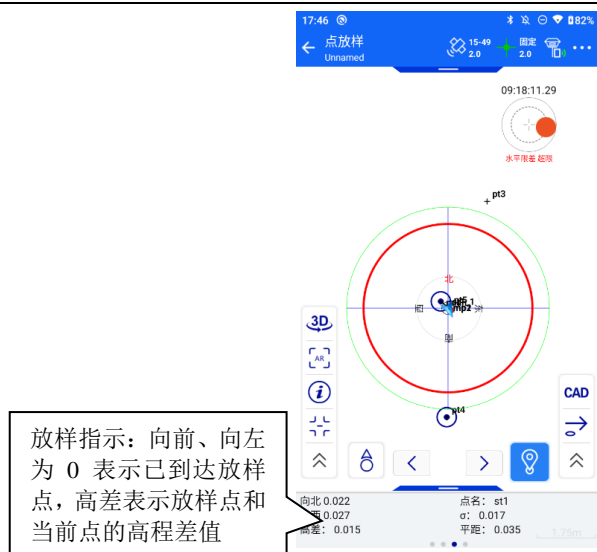 17:46 82%
点放样 15-49 固定
Unnamed 2.0 2.0
09:18:11.29
水平限差 超限
pt3
北
pt5
西 东
mp2
南
3D
AR
i
pt4
CAD
放样指示：向前、向左
为 0 表示已到达放样
点，高差表示放样点和
当前点的高程差值
向北 0.022 点名： st1
0.027 σ： 0.017
高差： 0.015 平距： 0.035
1.75m